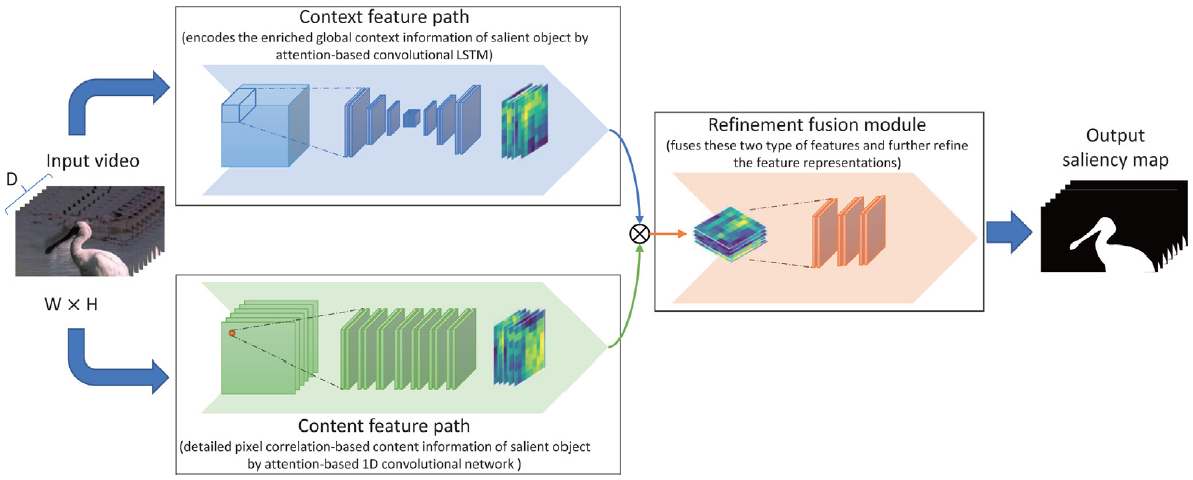 Context feature path
(encodes the enriched global context information of salient object by
attention-based convolutional LSTM)
Input video
D
W × H
Content feature path
(detailed pixel correlation-based content information of salient object
by attention-based 1D convolutional network )
Refinement fusion module
(fuses these two type of features and further refine
the feature representations)
Output
saliency map